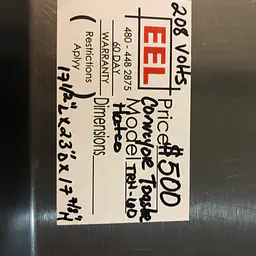 208 VOLTS
EEL
Price $500
Conveyor Toaster
480-448 2875
Model TRH-60
60 DAY
Hatco
WARRANTY
Dimensions
(Restrictions
Aplyy)
17 1/2"L x 23"D x 17 1/2"H